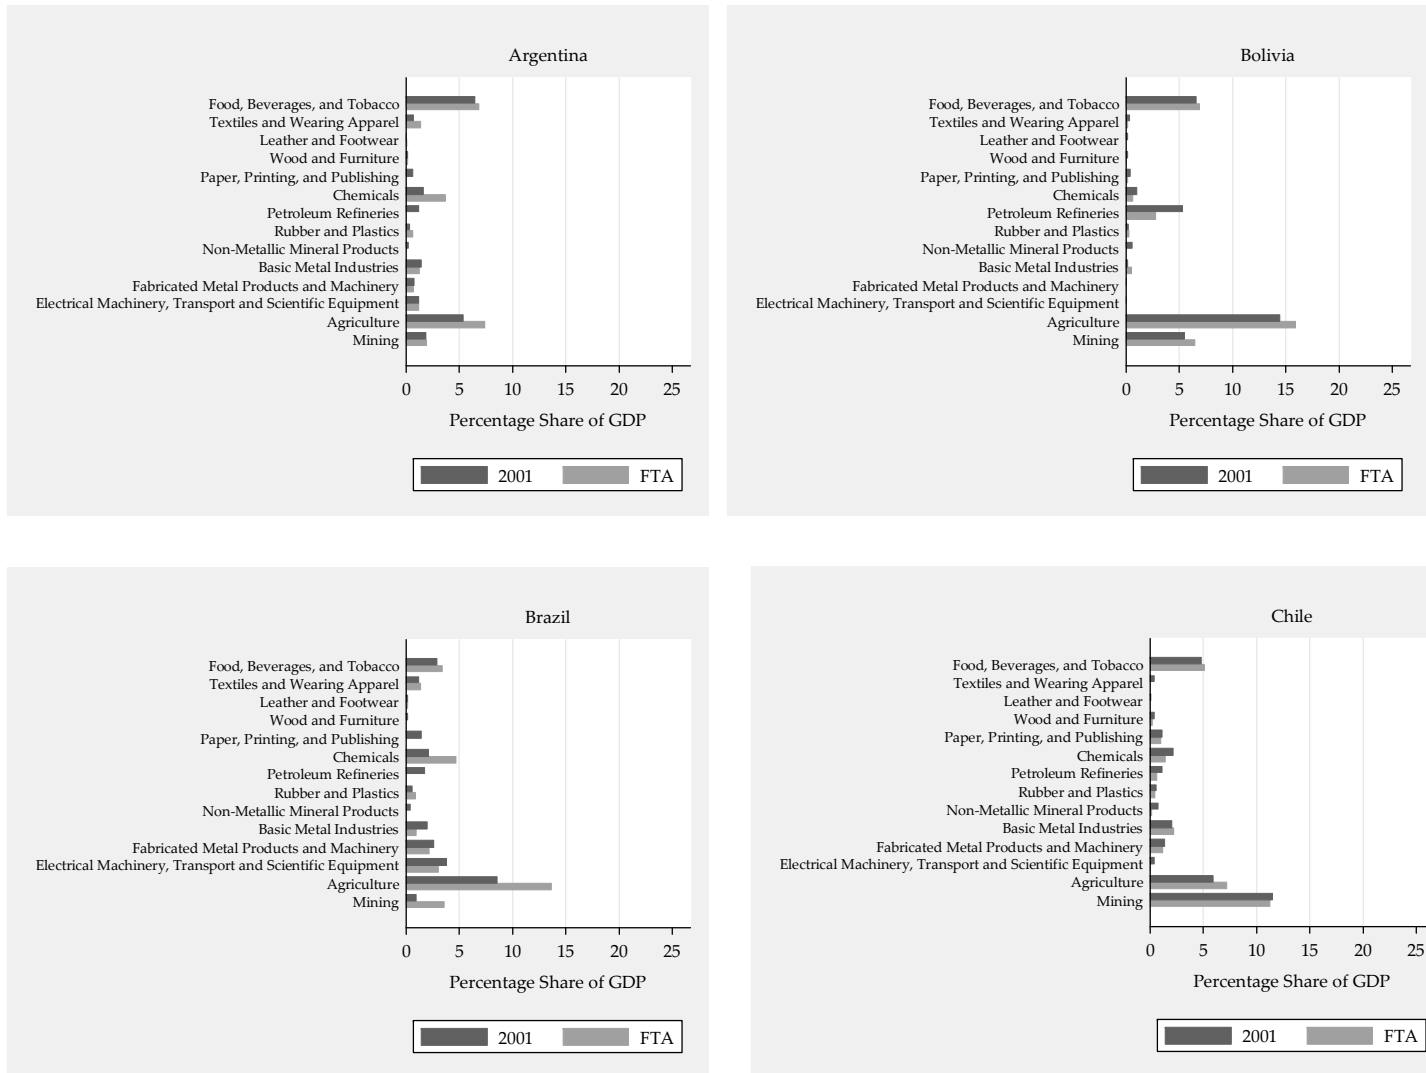 Argentina
Food, Beverages, and Tobacco
Textiles and Wearing Apparel
Leather and Footwear
Wood and Furniture
Paper, Printing, and Publishing
Chemicals
Petroleum Refineries
Rubber and Plastics
Non-Metallic Mineral Products
Basic Metal Industries
Fabricated Metal Products and Machinery
Electrical Machinery, Transport and Scientific Equipment
Agriculture
Mining
0 5 10 15 20 25
Percentage Share of GDP
2001 FTA
Bolivia
Food, Beverages, and Tobacco
Textiles and Wearing Apparel
Leather and Footwear
Wood and Furniture
Paper, Printing, and Publishing
Chemicals
Petroleum Refineries
Rubber and Plastics
Non-Metallic Mineral Products
Basic Metal Industries
Fabricated Metal Products and Machinery
Electrical Machinery, Transport and Scientific Equipment
Agriculture
Mining
0 5 10 15 20 25
Percentage Share of GDP
2001 FTA
Brazil
Food, Beverages, and Tobacco
Textiles and Wearing Apparel
Leather and Footwear
Wood and Furniture
Paper, Printing, and Publishing
Chemicals
Petroleum Refineries
Rubber and Plastics
Non-Metallic Mineral Products
Basic Metal Industries
Fabricated Metal Products and Machinery
Electrical Machinery, Transport and Scientific Equipment
Agriculture
Mining
0 5 10 15 20 25
Percentage Share of GDP
2001 FTA
Chile
Food, Beverages, and Tobacco
Textiles and Wearing Apparel
Leather and Footwear
Wood and Furniture
Paper, Printing, and Publishing
Chemicals
Petroleum Refineries
Rubber and Plastics
Non-Metallic Mineral Products
Basic Metal Industries
Fabricated Metal Products and Machinery
Electrical Machinery, Transport and Scientific Equipment
Agriculture
Mining
0 5 10 15 20 25
Percentage Share of GDP
2001 FTA